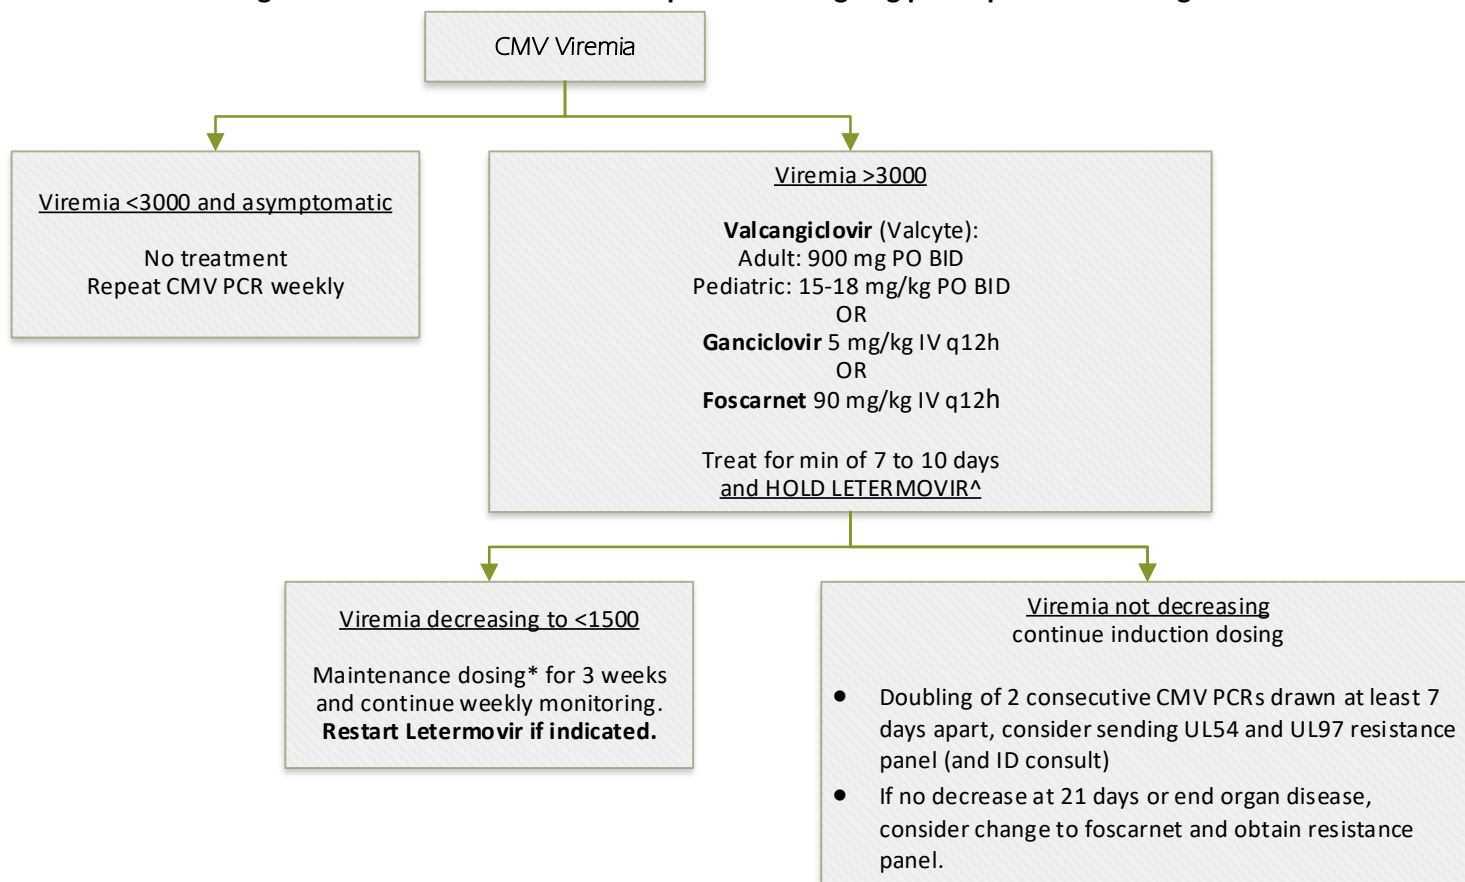 CMV Viremia
Viremia <3000 and asymptomatic
No treatment
Repeat CMV PCR weekly
Viremia >3000
Valcangiclovir (Valcyte):
Adult: 900 mg PO BID
Pediatric: 15-18 mg/kg PO BID
OR
Ganciclovir 5 mg/kg IV q12h
OR
Foscarnet 90 mg/kg IV q12h
Treat for min of 7 to 10 days
and HOLD LETERMOVIR^
Viremia decreasing to <1500
Maintenance dosing* for 3 weeks
and continue weekly monitoring.
Restart Letermovir if indicated.
Viremia not decreasing
continue induction dosing
● Doubling of 2 consecutive CMV PCRs drawn at least 7
days apart, consider sending UL54 and UL97 resistance
panel (and ID consult)
● If no decrease at 21 days or end organ disease,
consider change to foscarnet and obtain resistance
panel.